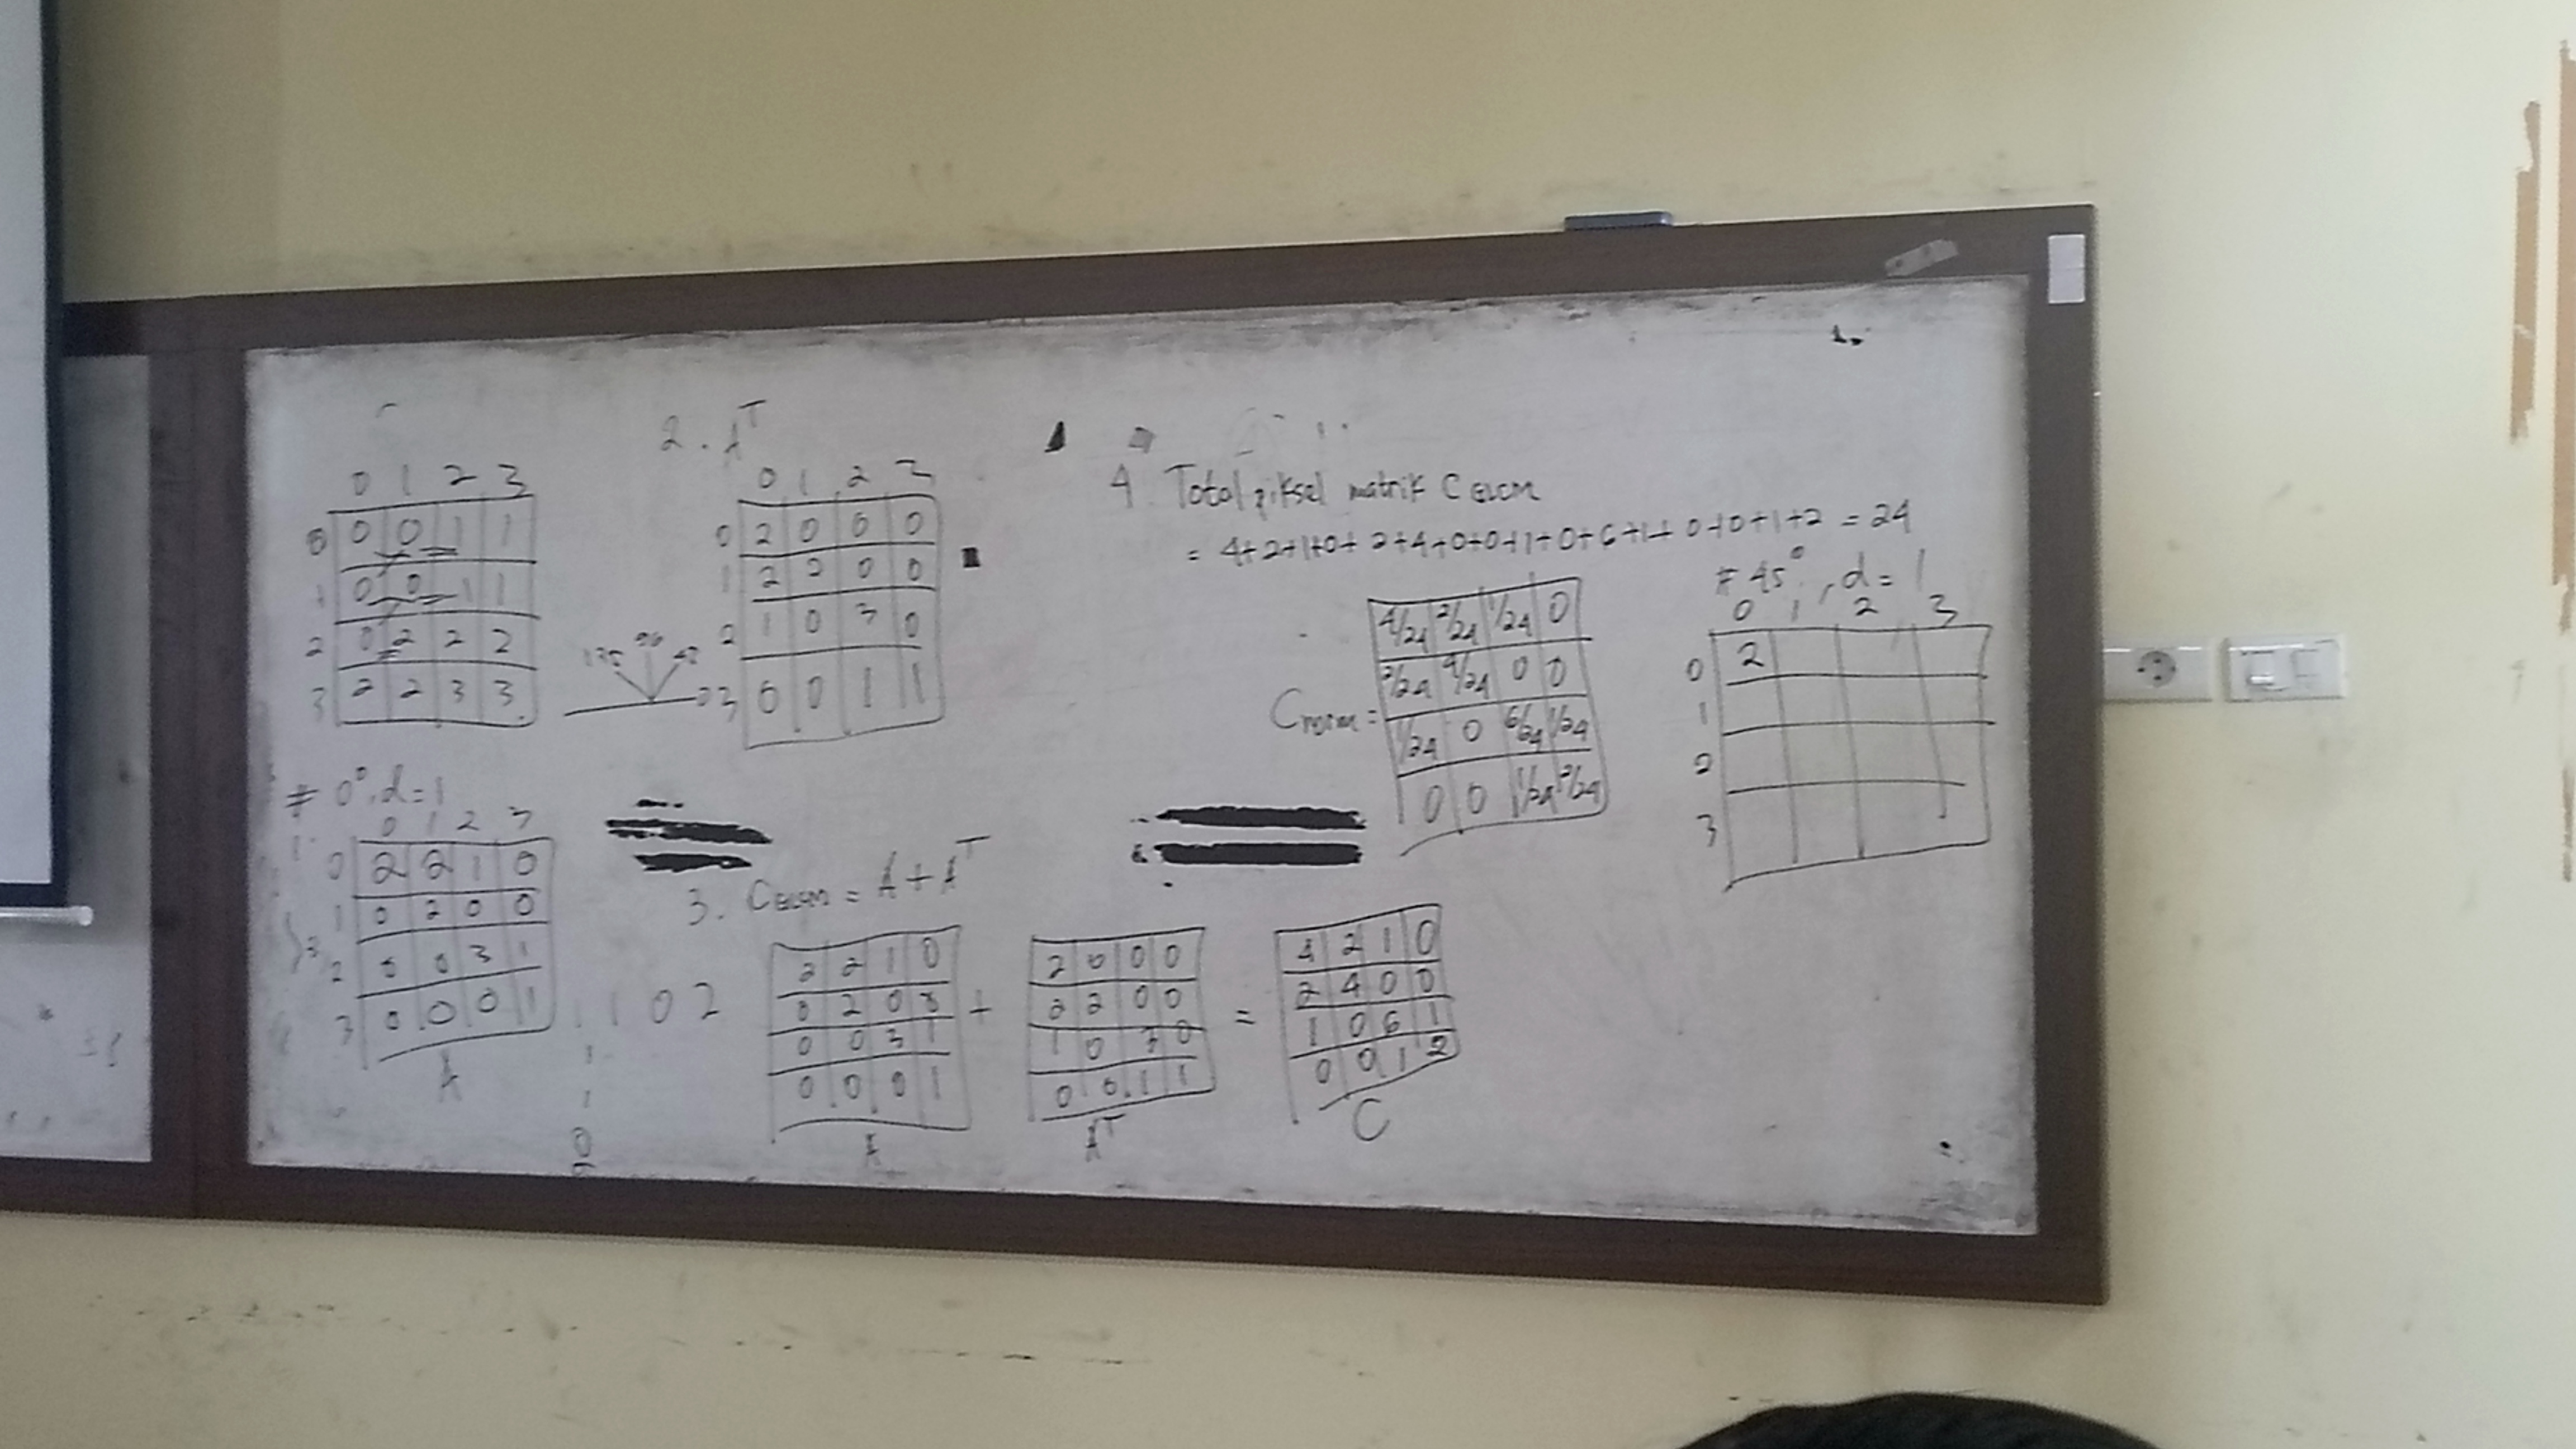 0 1 2 3
0 0 0 1 1
1 0 0 1 1
2 0 2 2 2
3 2 2 3 3
# 0°, d=1
1.
0 1 2 3
0 2 2 1 0
1 0 2 0 0
2 0 0 3 1
3 0 0 0 1
A
2. A^T
0 1 2 3
0 2 0 0 0
1 2 2 0 0
2 1 0 3 0
3 0 0 1 1
135 90 45
0
1 1 0 2
1
1
0
3. C GLCM = A + A^T
2 2 1 0
0 2 0 0
0 0 3 1
0 0 0 1
A
+
2 0 0 0
2 2 0 0
1 0 3 0
0 0 1 1
A^T
=
4 2 1 0
2 4 0 0
1 0 6 1
0 0 1 2
C
4. Total piksel matrik C GLCM
= 4+2+1+0+2+4+0+0+1+0+6+1+0+0+1+2 = 24
C norm =
4/24 2/24 1/24 0
2/24 4/24 0 0
1/24 0 6/24 1/24
0 0 1/24 2/24
# 45°, d=1
0 1 2 3
0 2
1
2
3